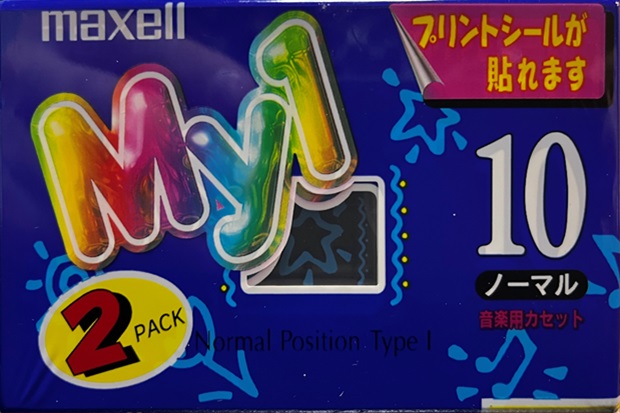 maxell
プリントシールが
貼れます
My1
10
ノーマル
音楽用カセット
2 PACK
Normal Position Type I